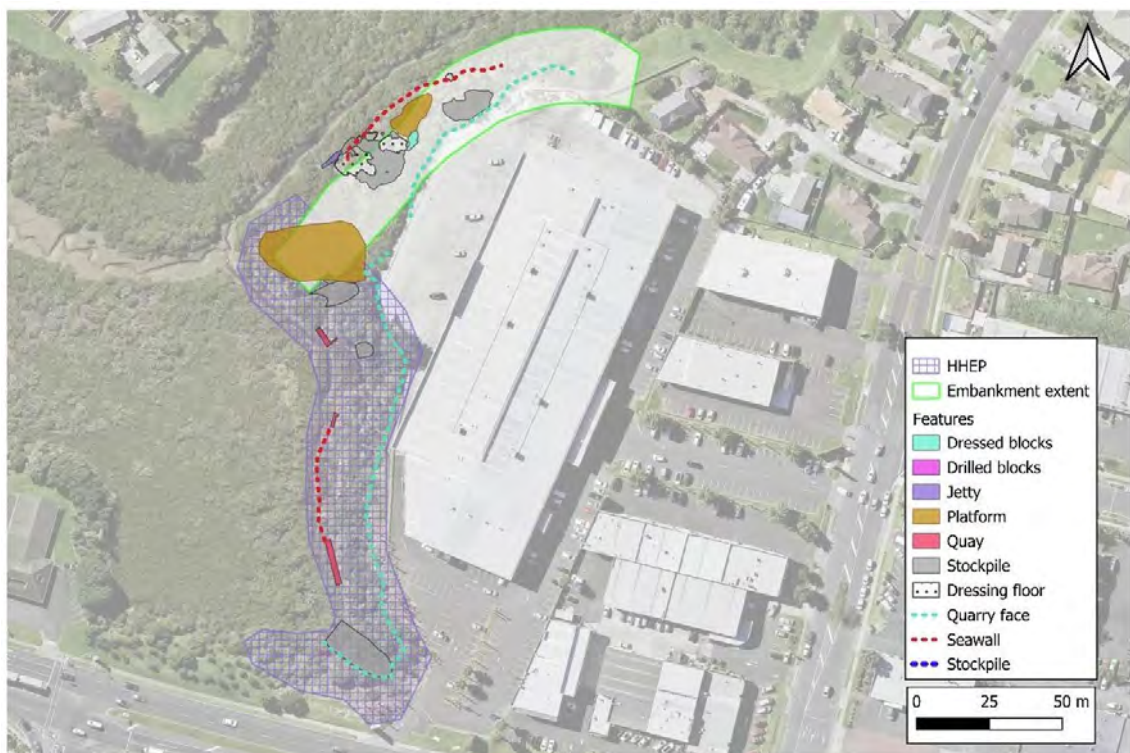 HHEP
Embankment extent
Features
Dressed blocks
Drilled blocks
Jetty
Platform
Quay
Stockpile
Dressing floor
Quarry face
Seawall
Stockpile
0 25 50 m